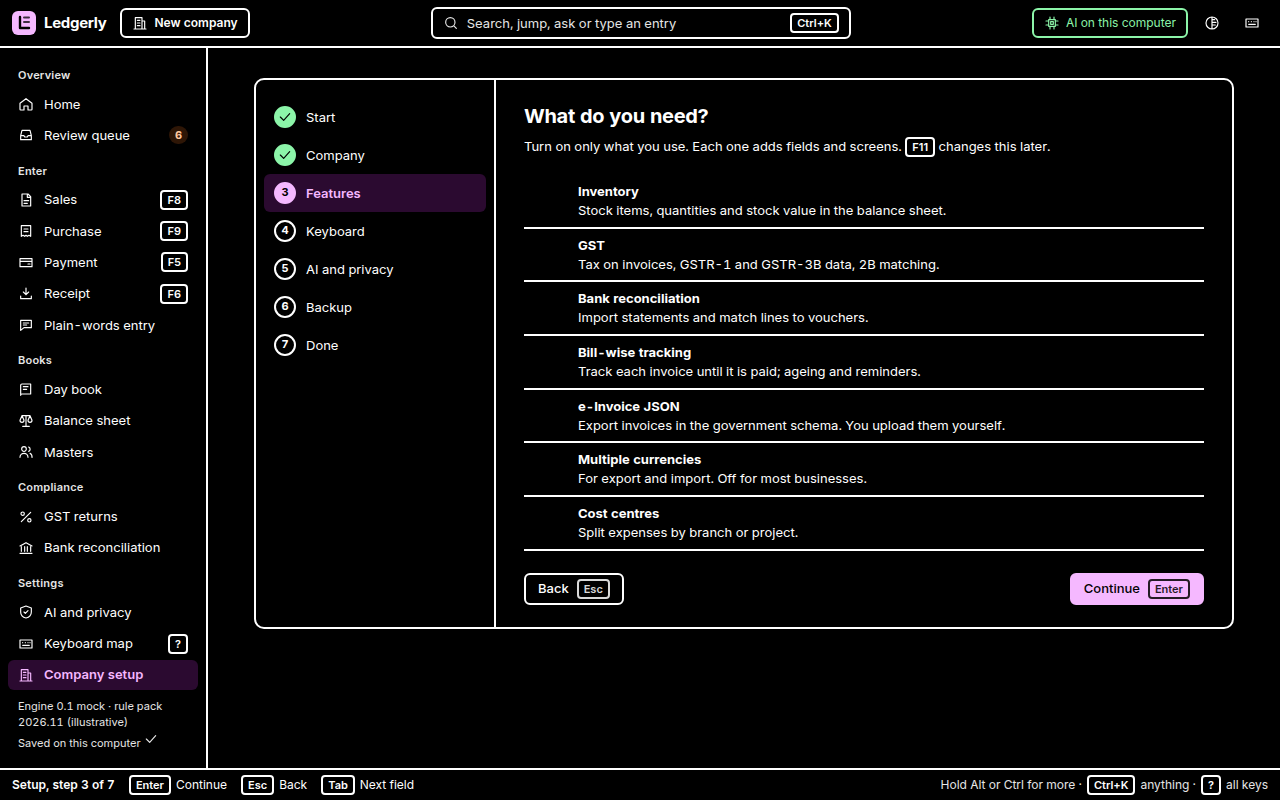 Ledgerly
New company
Search, jump, ask or type an entry
Ctrl+K
AI on this computer
Overview
Home
Review queue 6
Enter
Sales F8
Purchase F9
Payment F5
Receipt F6
Plain-words entry
Books
Day book
Balance sheet
Masters
Compliance
GST returns
Bank reconciliation
Settings
AI and privacy
Keyboard map ?
Company setup
Engine 0.1 mock · rule pack
2026.11 (illustrative)
Saved on this computer
Start
Company
3 Features
4 Keyboard
5 AI and privacy
6 Backup
7 Done
What do you need?
Turn on only what you use. Each one adds fields and screens. F11 changes this later.
Inventory
Stock items, quantities and stock value in the balance sheet.
GST
Tax on invoices, GSTR-1 and GSTR-3B data, 2B matching.
Bank reconciliation
Import statements and match lines to vouchers.
Bill-wise tracking
Track each invoice until it is paid; ageing and reminders.
e-Invoice JSON
Export invoices in the government schema. You upload them yourself.
Multiple currencies
For export and import. Off for most businesses.
Cost centres
Split expenses by branch or project.
Back Esc
Continue Enter
Setup, step 3 of 7 Enter Continue Esc Back Tab Next field
Hold Alt or Ctrl for more · Ctrl+K anything · ? all keys